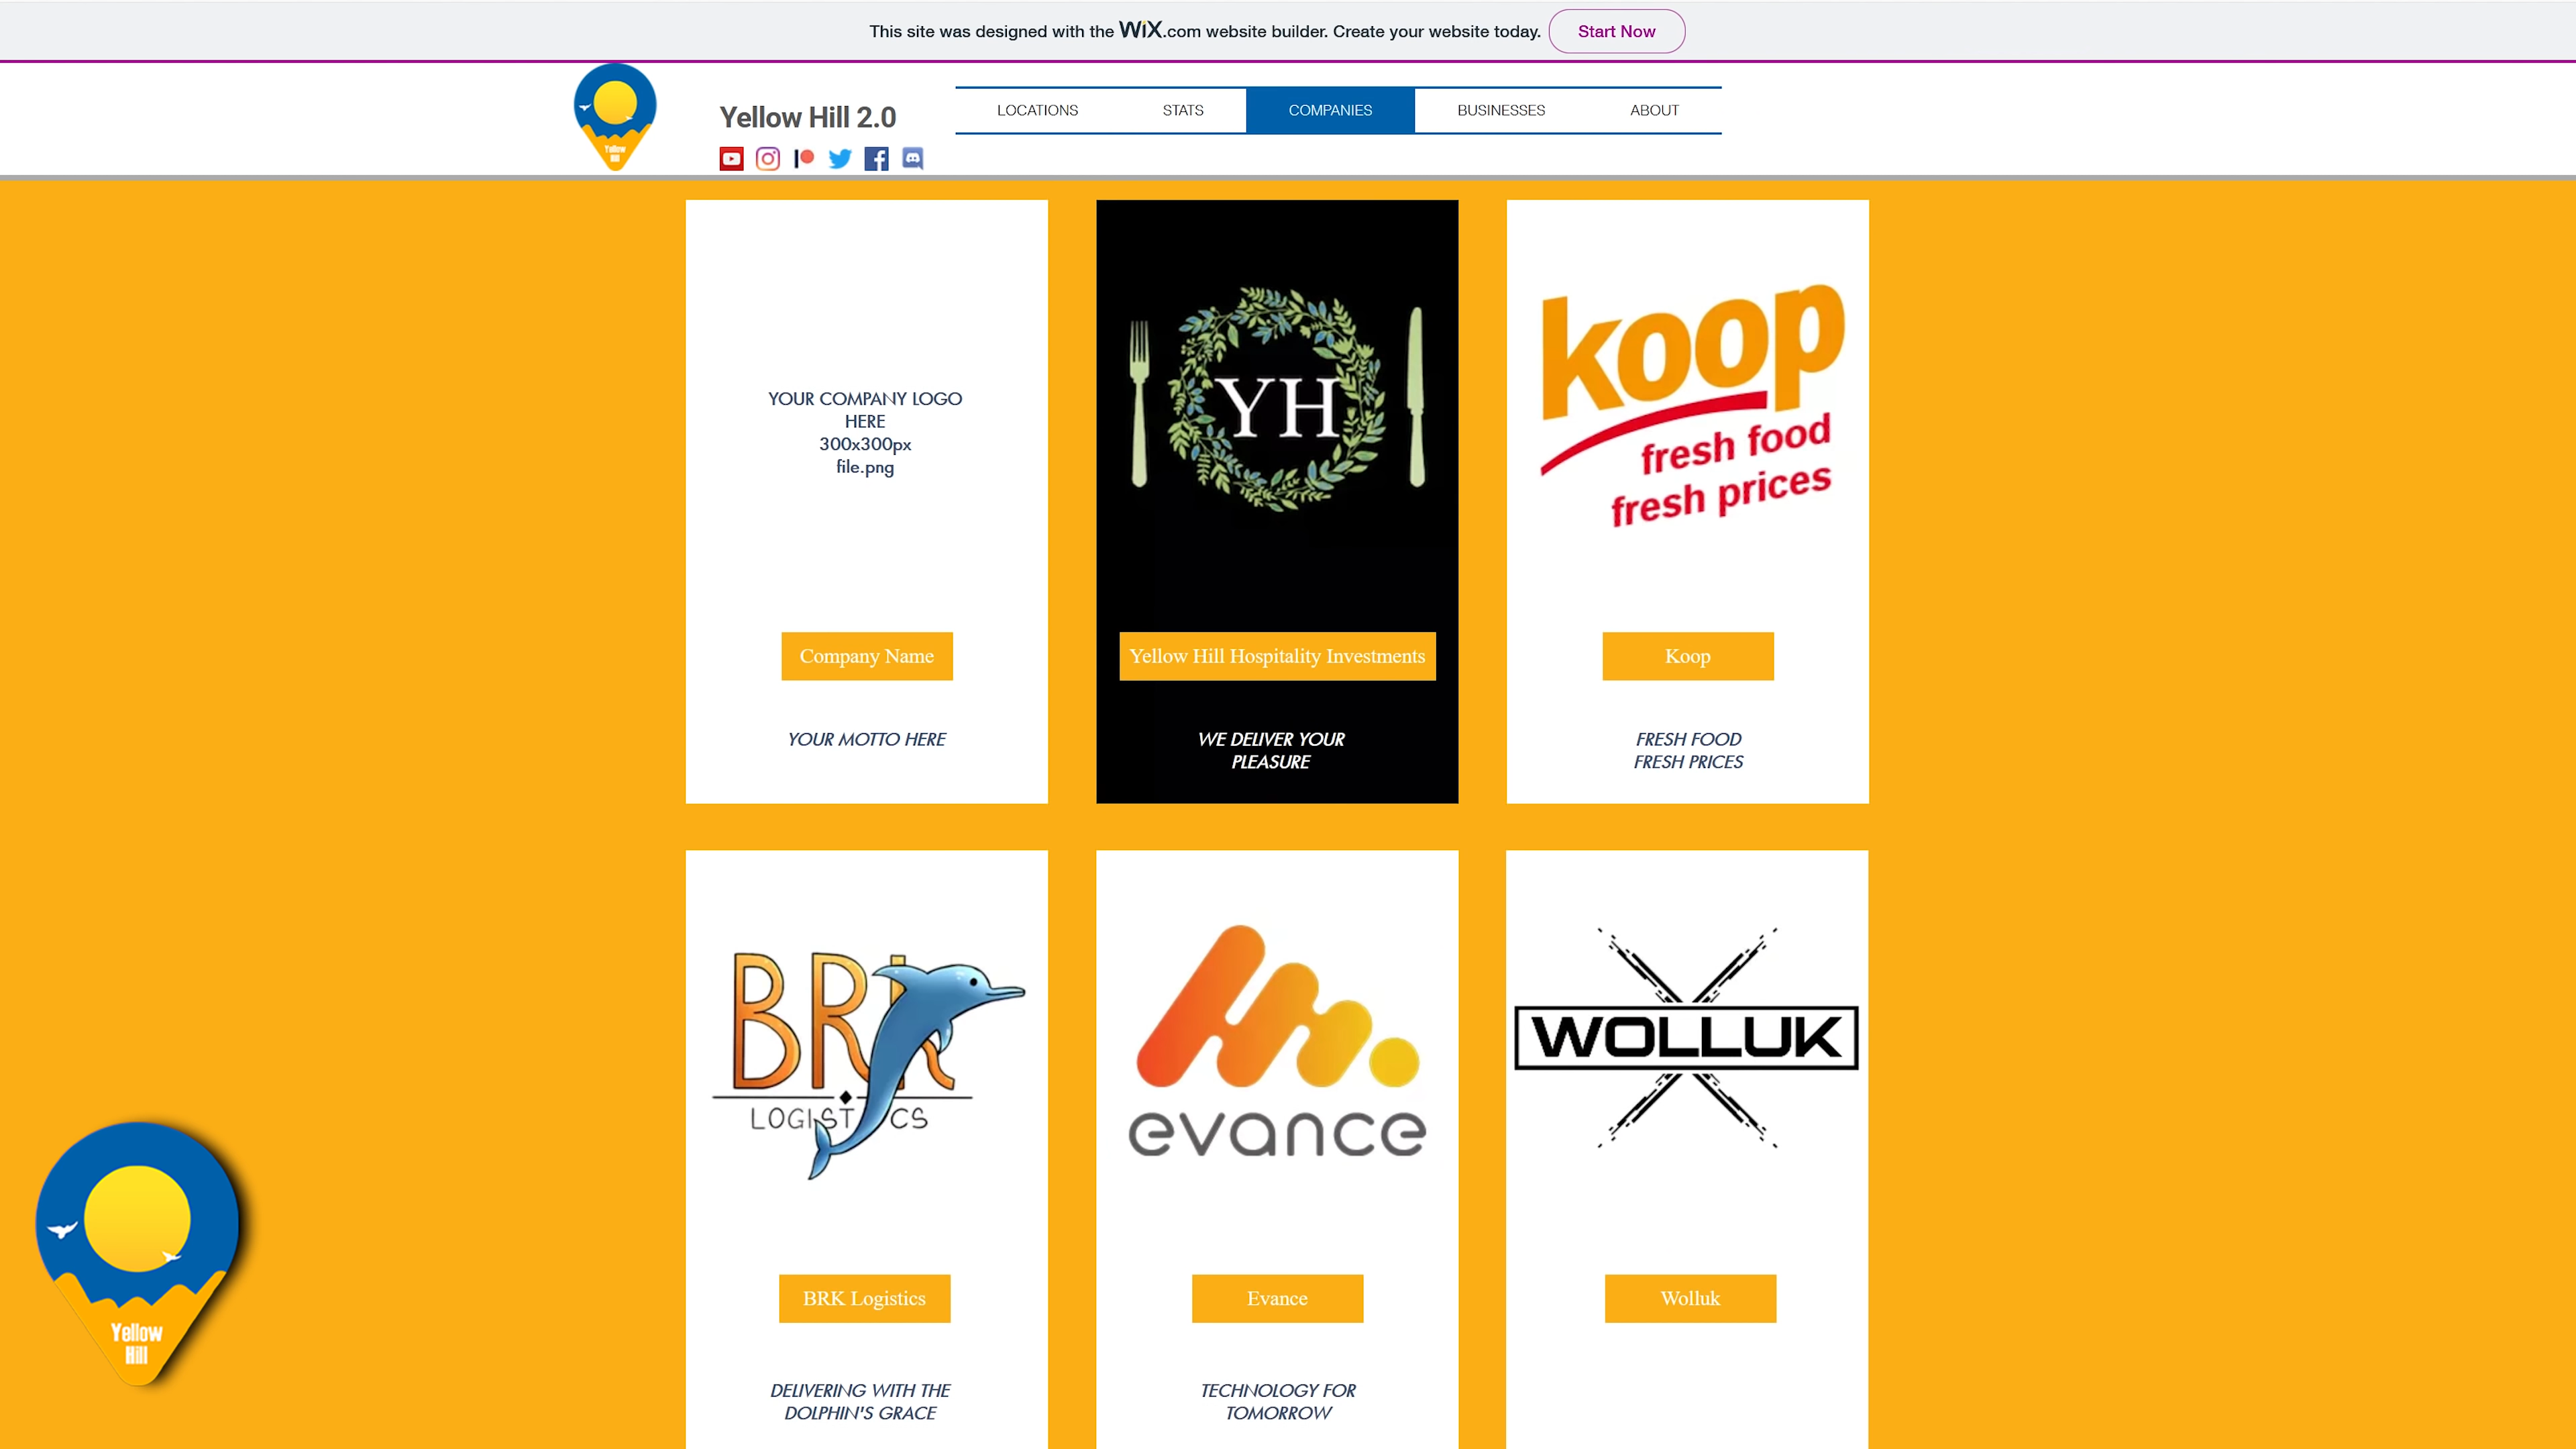 This site was designed with the WiX.com website builder. Create your website today.
Start Now
Yellow Hill
Yellow Hill 2.0
LOCATIONS
STATS
COMPANIES
BUSINESSES
ABOUT
YOUR COMPANY LOGO
HERE
300x300px
file.png
Company Name
YOUR MOTTO HERE
YH
Yellow Hill Hospitality Investments
WE DELIVER YOUR
PLEASURE
koop
fresh food
fresh prices
Koop
FRESH FOOD
FRESH PRICES
BRK
LOGISTICS
BRK Logistics
DELIVERING WITH THE
DOLPHIN'S GRACE
evance
Evance
TECHNOLOGY FOR
TOMORROW
WOLLUK
Wolluk
Yellow
Hill